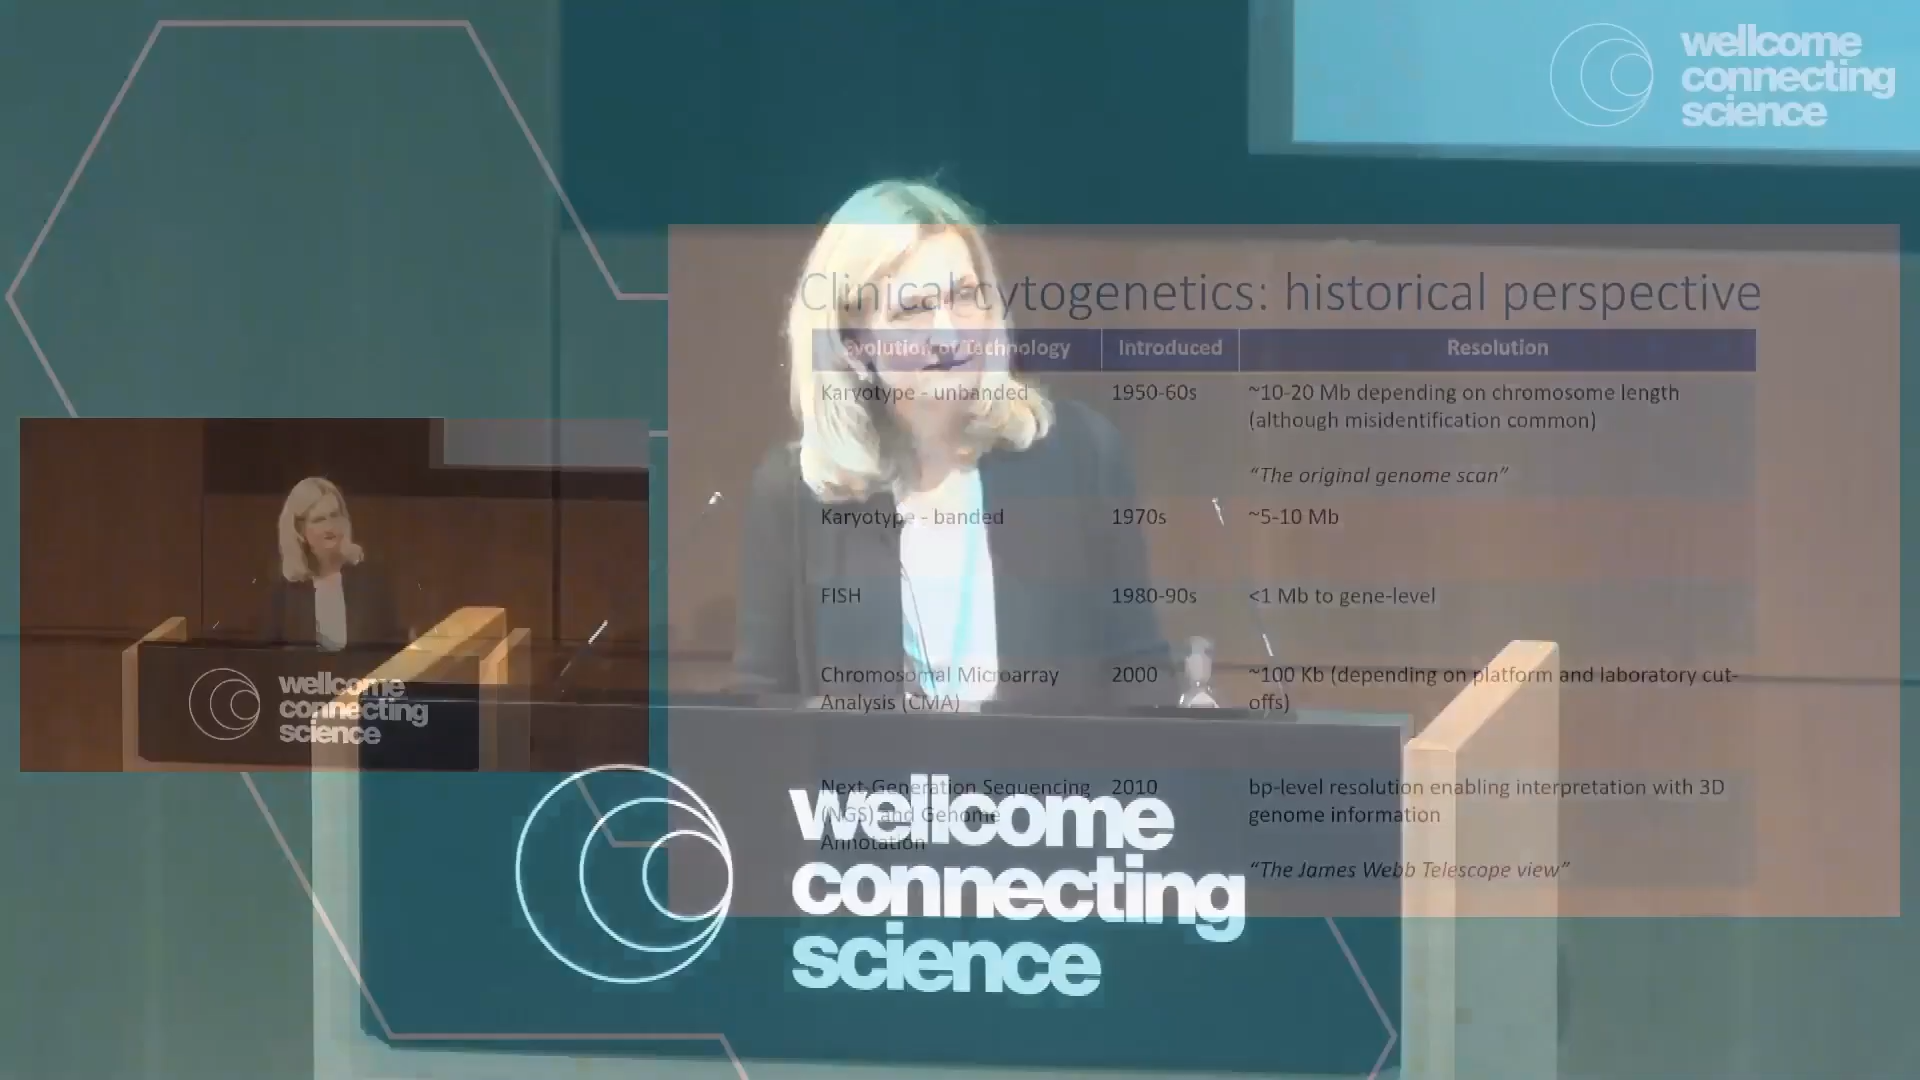 wellcome
connecting
science
Clinical cytogenetics: historical perspective
Evolution of Technology Introduced Resolution
Karyotype - unbanded 1950-60s ~10-20 Mb depending on chromosome length
(although misidentification common)
“The original genome scan”
Karyotype - banded 1970s ~5-10 Mb
FISH 1980-90s <1 Mb to gene-level
Chromosomal Microarray 2000 ~100 Kb (depending on platform and laboratory cut-
Analysis (CMA) offs)
Next-Generation Sequencing 2010 bp-level resolution enabling interpretation with 3D
(NGS) and Genome genome information
Annotation
“The James Webb Telescope view”
wellcome
connecting
science
wellcome
connecting
science